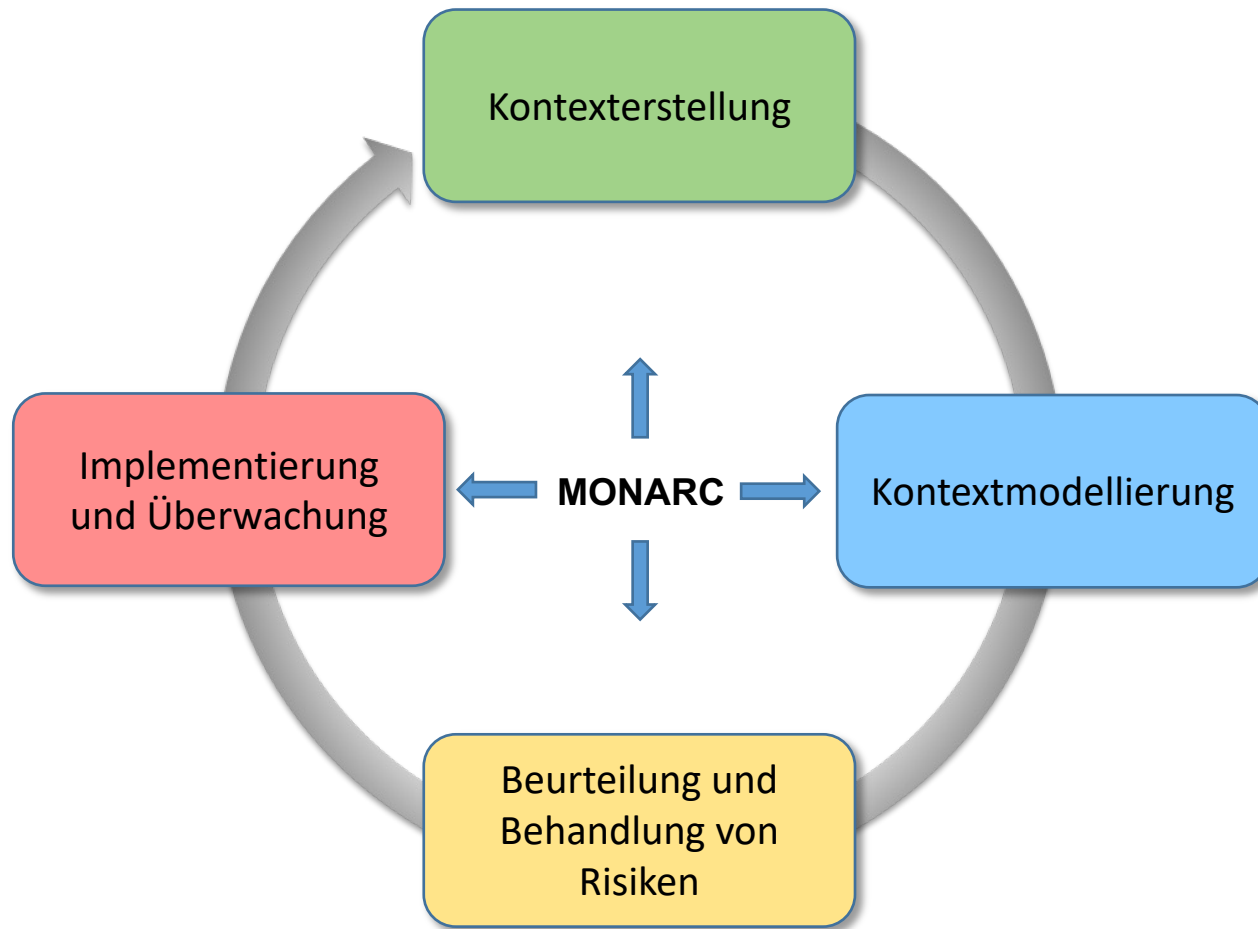 Kontexterstellung
Implementierung
und Überwachung
MONARC
Kontextmodellierung
Beurteilung und
Behandlung von
Risiken